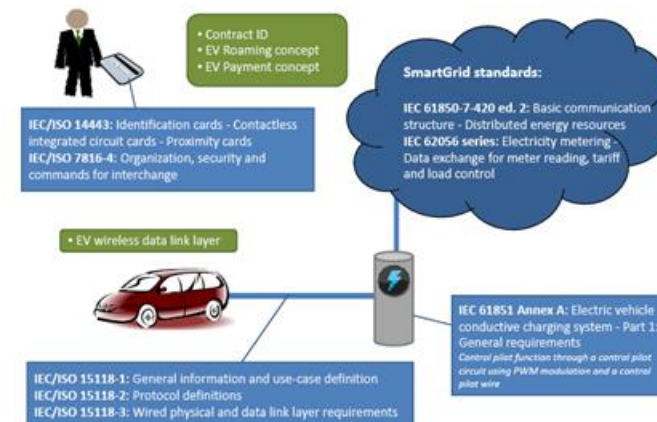 • Contract ID
• EV Roaming concept
• EV Payment concept
SmartGrid standards:
IEC 61850-7-420 ed. 2: Basic communication
structure - Distributed energy resources
IEC 62056 series: Electricity metering -
Data exchange for meter reading, tariff
and load control
IEC/ISO 14443: Identification cards - Contactless
integrated circuit cards - Proximity cards
IEC/ISO 7816-4: Organization, security and
commands for interchange
• EV wireless data link layer
IEC 61851 Annex A: Electric vehicle
conductive charging system - Part 1:
General requirements
Control pilot function through a control pilot
circuit using PWM modulation and a control
pilot wire
IEC/ISO 15118-1: General information and use-case definition
IEC/ISO 15118-2: Protocol definitions
IEC/ISO 15118-3: Wired physical and data link layer requirements